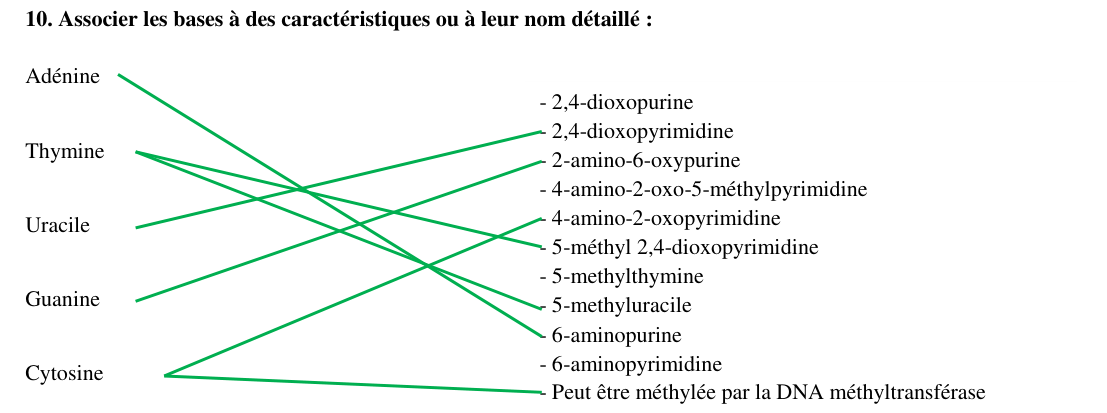 10. Associer les bases à des caractéristiques ou à leur nom détaillé :
Adénine
- 2,4-dioxopurine
- 2,4-dioxopyrimidine
Thymine
- 2-amino-6-oxypurine
- 4-amino-2-oxo-5-méthylpyrimidine
- 4-amino-2-oxopyrimidine
Uracile
- 5-méthyl 2,4-dioxopyrimidine
- 5-methylthymine
Guanine
- 5-methyluracile
- 6-aminopurine
- 6-aminopyrimidine
Cytosine
- Peut être méthylée par la DNA méthyltransférase